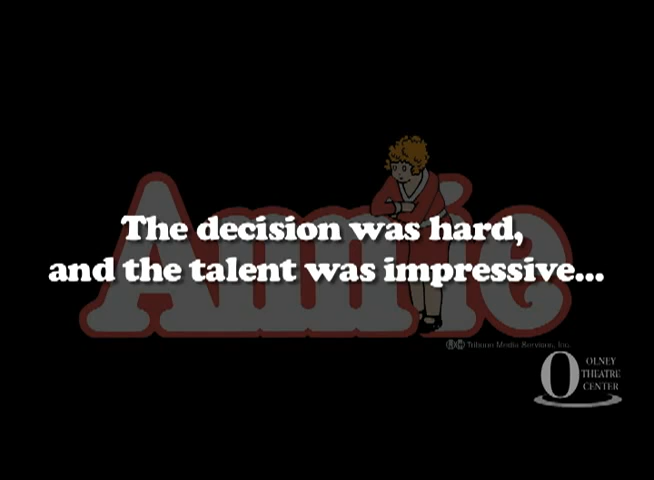 Annie
The decision was hard,
and the talent was impressive...
®© Tribune Media Services, Inc.
OLNEY
THEATRE
CENTER